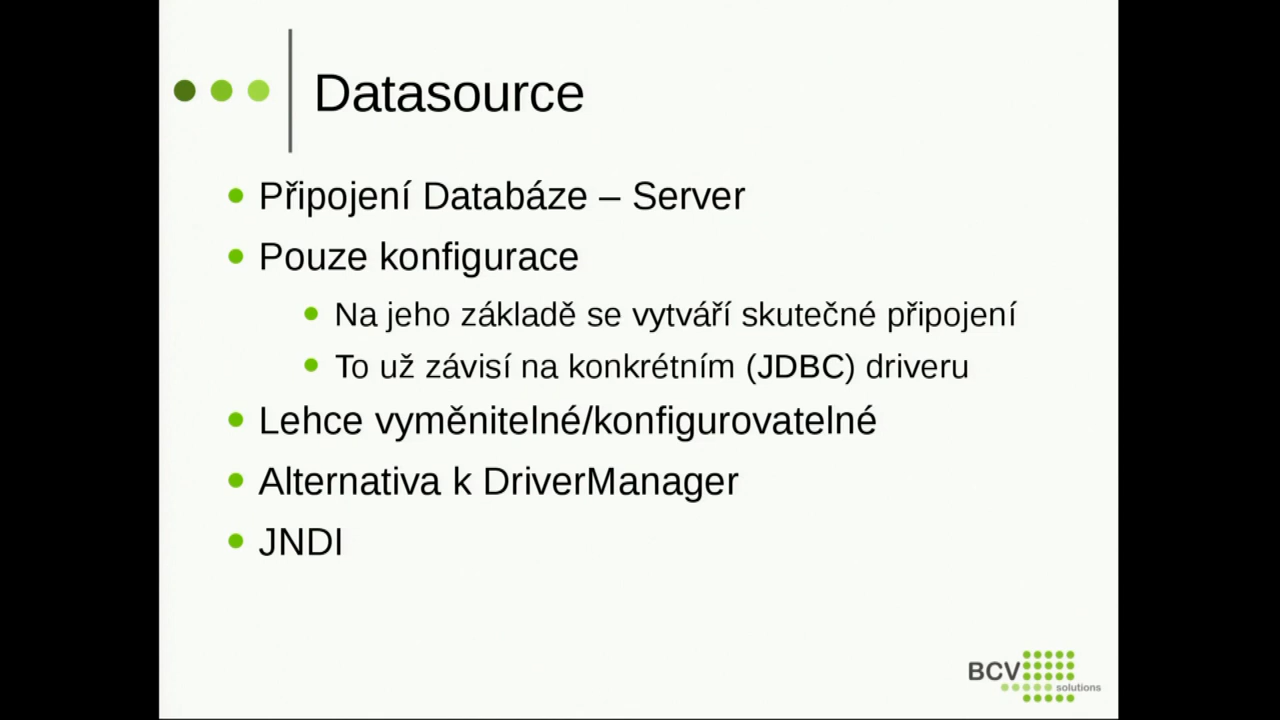 Datasource
Připojení Databáze – Server
Pouze konfigurace
Na jeho základě se vytváří skutečné připojení
To už závisí na konkrétním (JDBC) driveru
Lehce vyměnitelné/konfigurovatelné
Alternativa k DriverManager
JNDI
BCV
solutions